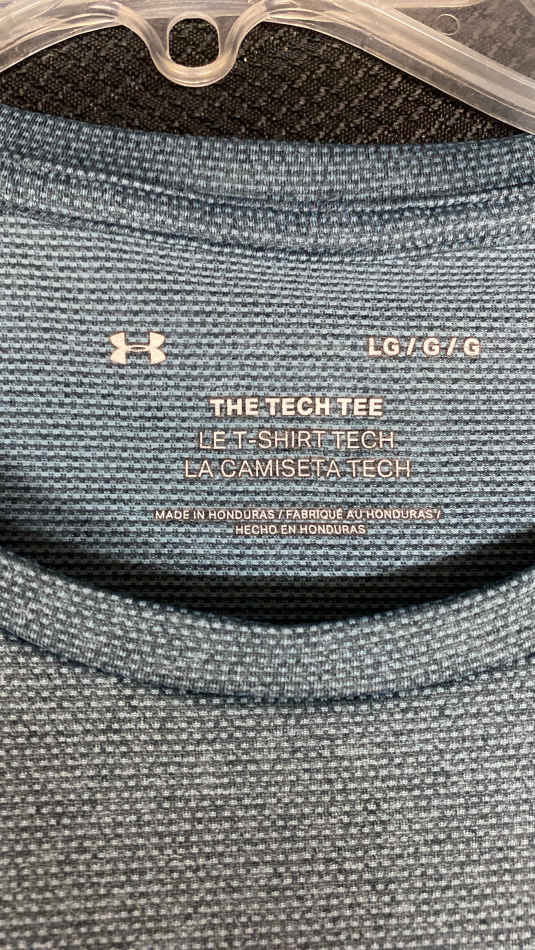 LG / G / G
THE TECH TEE
LE T-SHIRT TECH
LA CAMISETA TECH
MADE IN HONDURAS / FABRIQUÉ AU HONDURAS /
HECHO EN HONDURAS